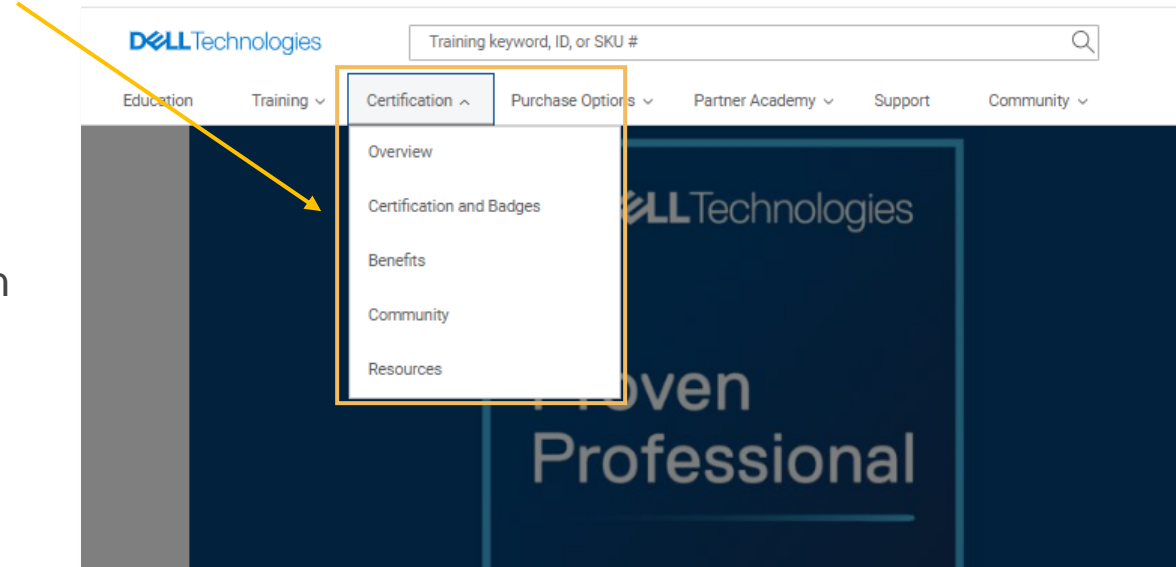 DELLTechnologies
Training keyword, ID, or SKU #
Education Training Certification Purchase Options Partner Academy Support Community
Overview
Certification and Badges
Benefits
Community
Resources
LLTechnologies
n
Proven
Professional